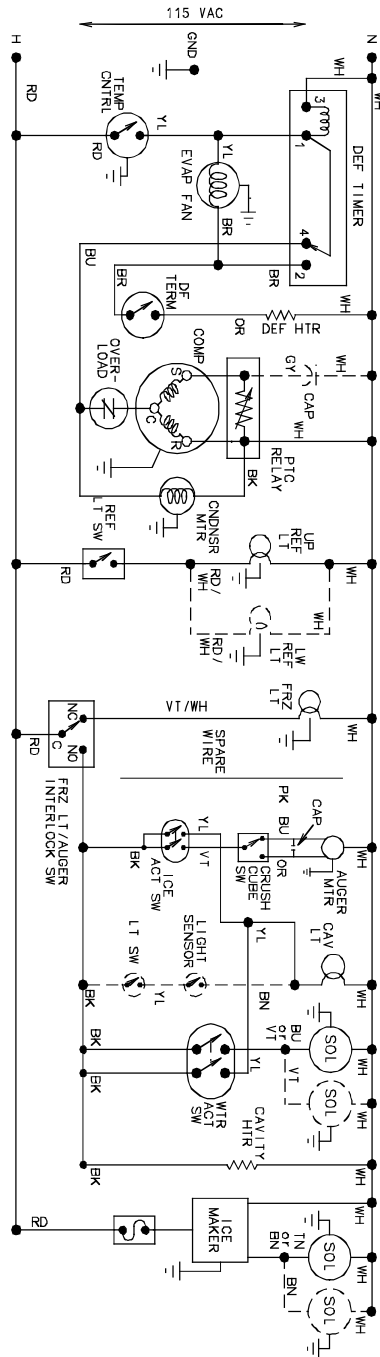 115 VAC
H
GND
N
RD
WH
WH
TEMP
CNTRL
YL
RD
3
1
4
2
DEF TIMER
YL
EVAP FAN
BR
BU
BR
BR
DF
TERM
OR
DEF HTR
WH
OVER-
LOAD
COMP
S
C
R
GY
CAP
WH
PTC
RELAY
WH
BK
CNDNSR
MTR
REF
LT SW
RD
RD/
WH
UP
REF
LT
WH
RD/
WH
LW
REF
LT
WH
NC
C
NO
RD
FRZ LT/AUGER
INTERLOCK SW
VT/WH
FRZ
LT
WH
SPARE
WIRE
PK
BK
YL
VT
ICE
ACT SW
BU
OR
CAP
CRUSH
CUBE
SW
AUGER
MTR
WH
YL
CAV
LT
WH
BK
LT SW
YL
LIGHT
SENSOR
BN
BK
BK
YL
WTR
ACT
SW
BU
or
VT
SOL
WH
VT
SOL
WH
BK
CAVITY
HTR
WH
RD
ICE
MAKER
WH
TN
or
BN
SOL
WH
BN
SOL
WH